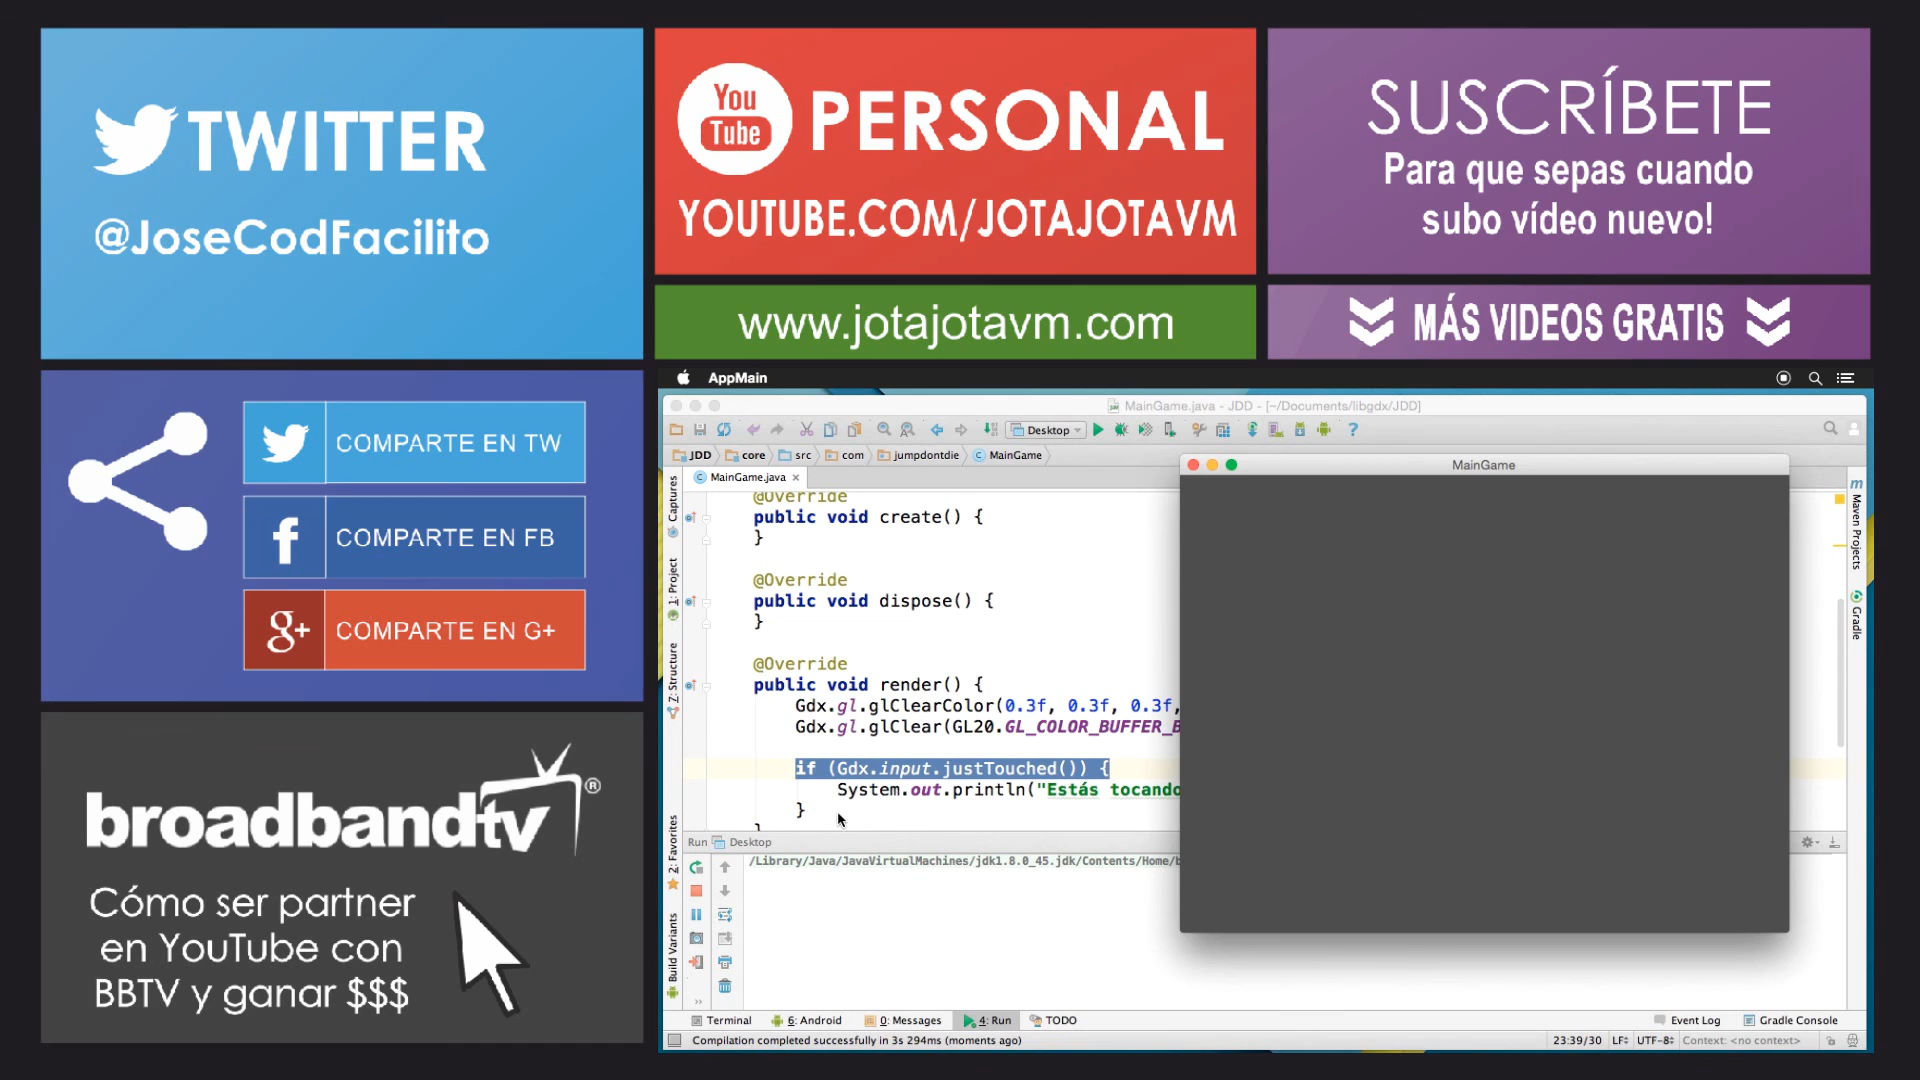 TWITTER
@JoseCodFacilito
You
Tube
PERSONAL
YOUTUBE.COM/JOTAJOTAVM
www.jotajotavm.com
SUSCRÍBETE
Para que sepas cuando
subo vídeo nuevo!
MÁS VIDEOS GRATIS
COMPARTE EN TW
COMPARTE EN FB
g+ COMPARTE EN G+
broadbandtv®
Cómo ser partner
en YouTube con
BBTV y ganar $$$
AppMain
MainGame.java - JDD - [~/Documents/libgdx/JDD]
Desktop
JDD core src com jumpdontdie MainGame
MainGame.java
@Override
public void create() {
}
@Override
public void dispose() {
}
@Override
public void render() {
Gdx.gl.glClearColor(0.3f, 0.3f, 0.3f,
Gdx.gl.glClear(GL20.GL_COLOR_BUFFER_B
if (Gdx.input.justTouched()) {
System.out.println("Estás tocando
}
MainGame
Captures
1: Project
7: Structure
2: Favorites
Build Variants
Maven Projects
Gradle
Run Desktop
/Library/Java/JavaVirtualMachines/jdk1.8.0_45.jdk/Contents/Home/b
Terminal 6: Android 0: Messages 4: Run TODO Event Log Gradle Console
Compilation completed successfully in 3s 294ms (moments ago) 23:39/30 LF UTF-8 Context: <no context>